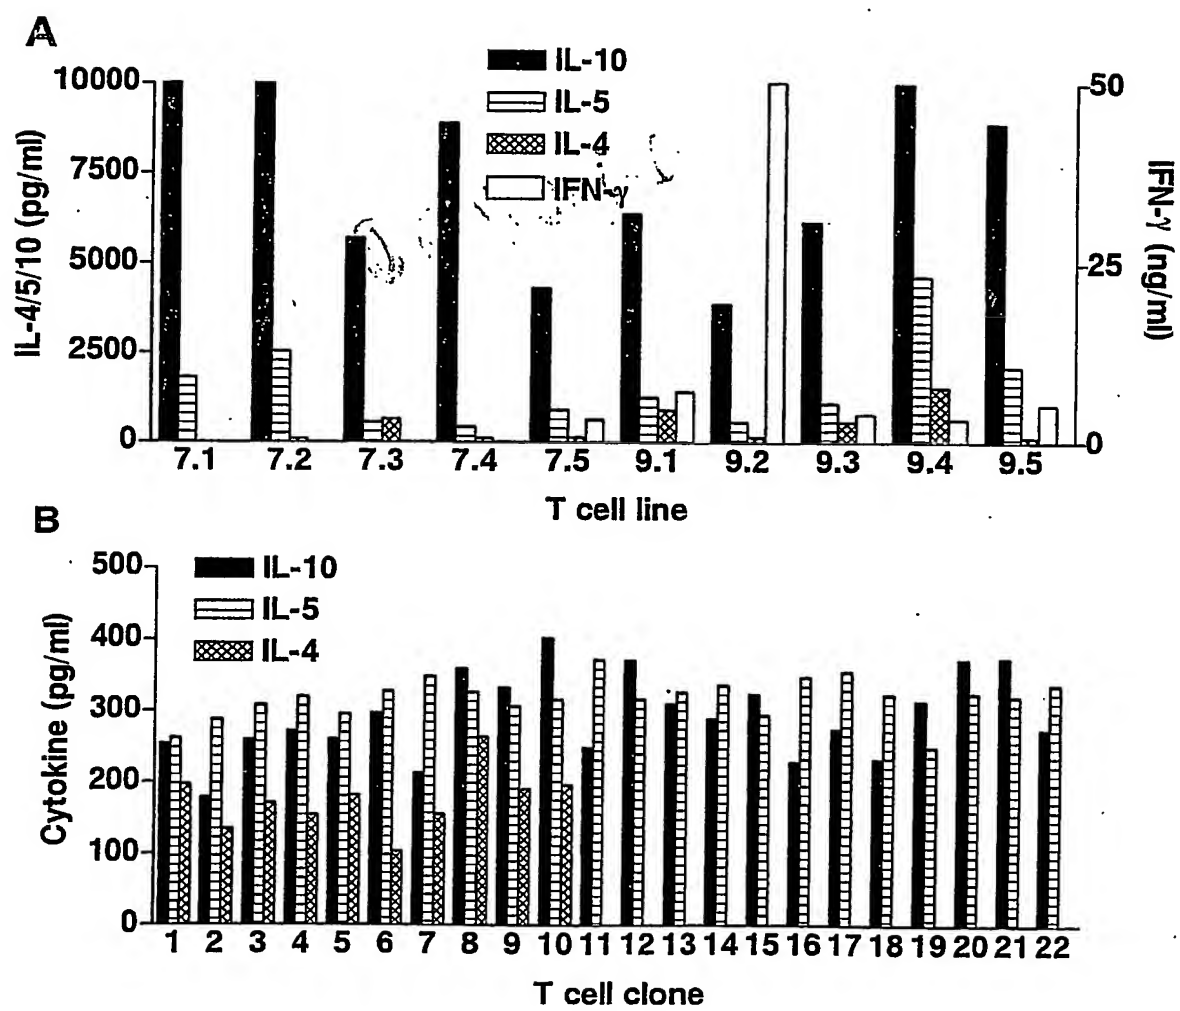 A
IL-10
IL-5
IL-4
IFN-γ
IL-4/5/10 (pg/ml)
10000
7500
5000
2500
0
50
25
0
IFN-γ (ng/ml)
7.1 7.2 7.3 7.4 7.5 9.1 9.2 9.3 9.4 9.5
T cell line
B
IL-10
IL-5
IL-4
Cytokine (pg/ml)
500
400
300
200
100
0
1 2 3 4 5 6 7 8 9 10 11 12 13 14 15 16 17 18 19 20 21 22
T cell clone